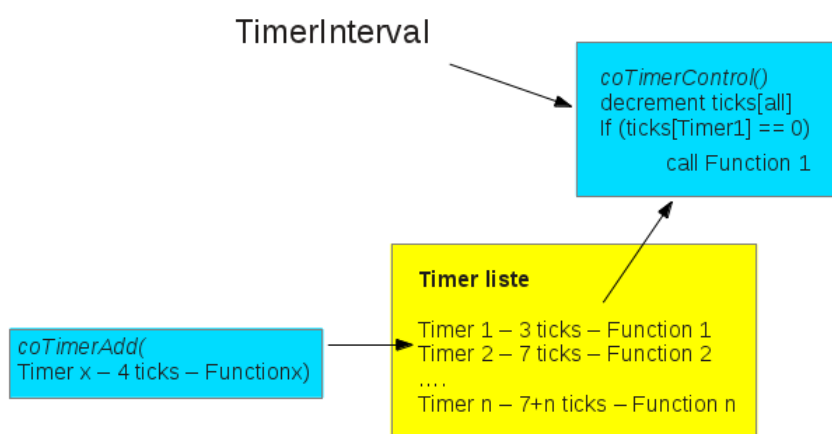 TimerInterval
coTimerControl()
decrement ticks[all]
If (ticks[Timer1] == 0)
call Function 1
Timer liste
Timer 1 – 3 ticks – Function 1
Timer 2 – 7 ticks – Function 2
....
Timer n – 7+n ticks – Function n
coTimerAdd(
Timer x – 4 ticks – Functionx)